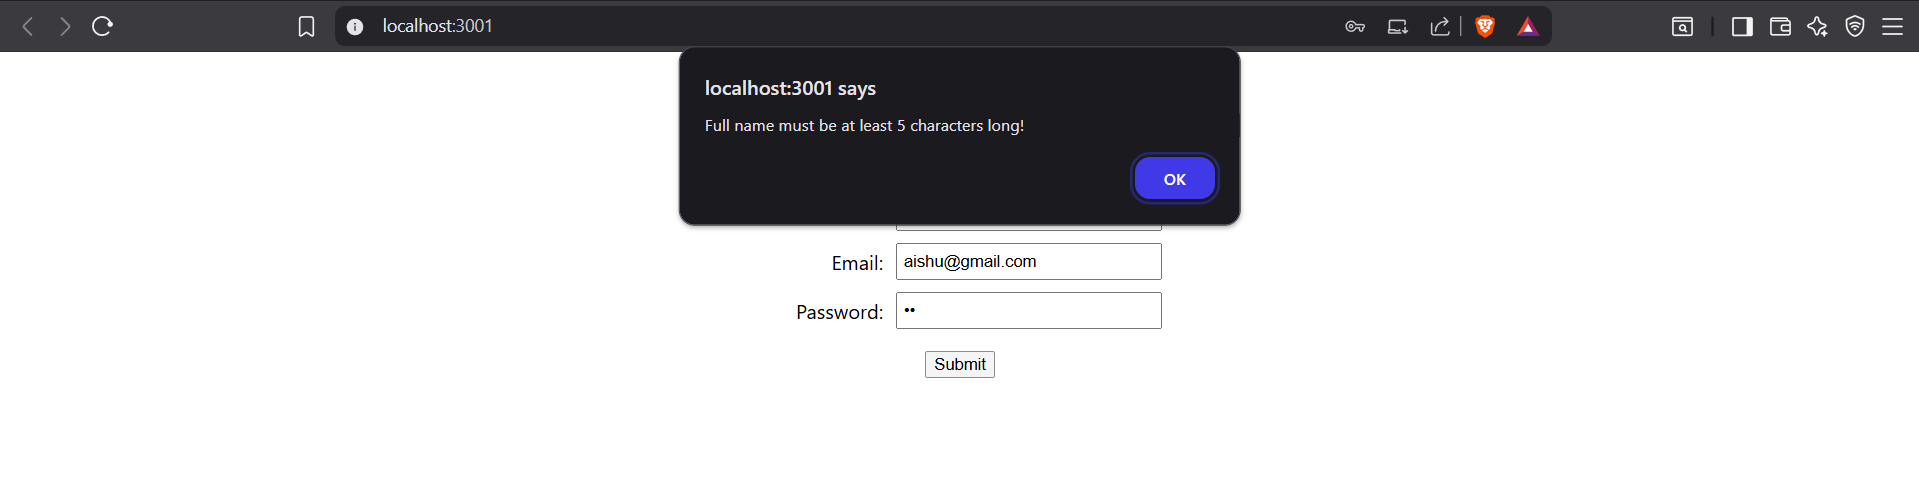 localhost:3001
localhost:3001 says
Full name must be at least 5 characters long!
OK
Email: aishu@gmail.com
Password: ••
Submit